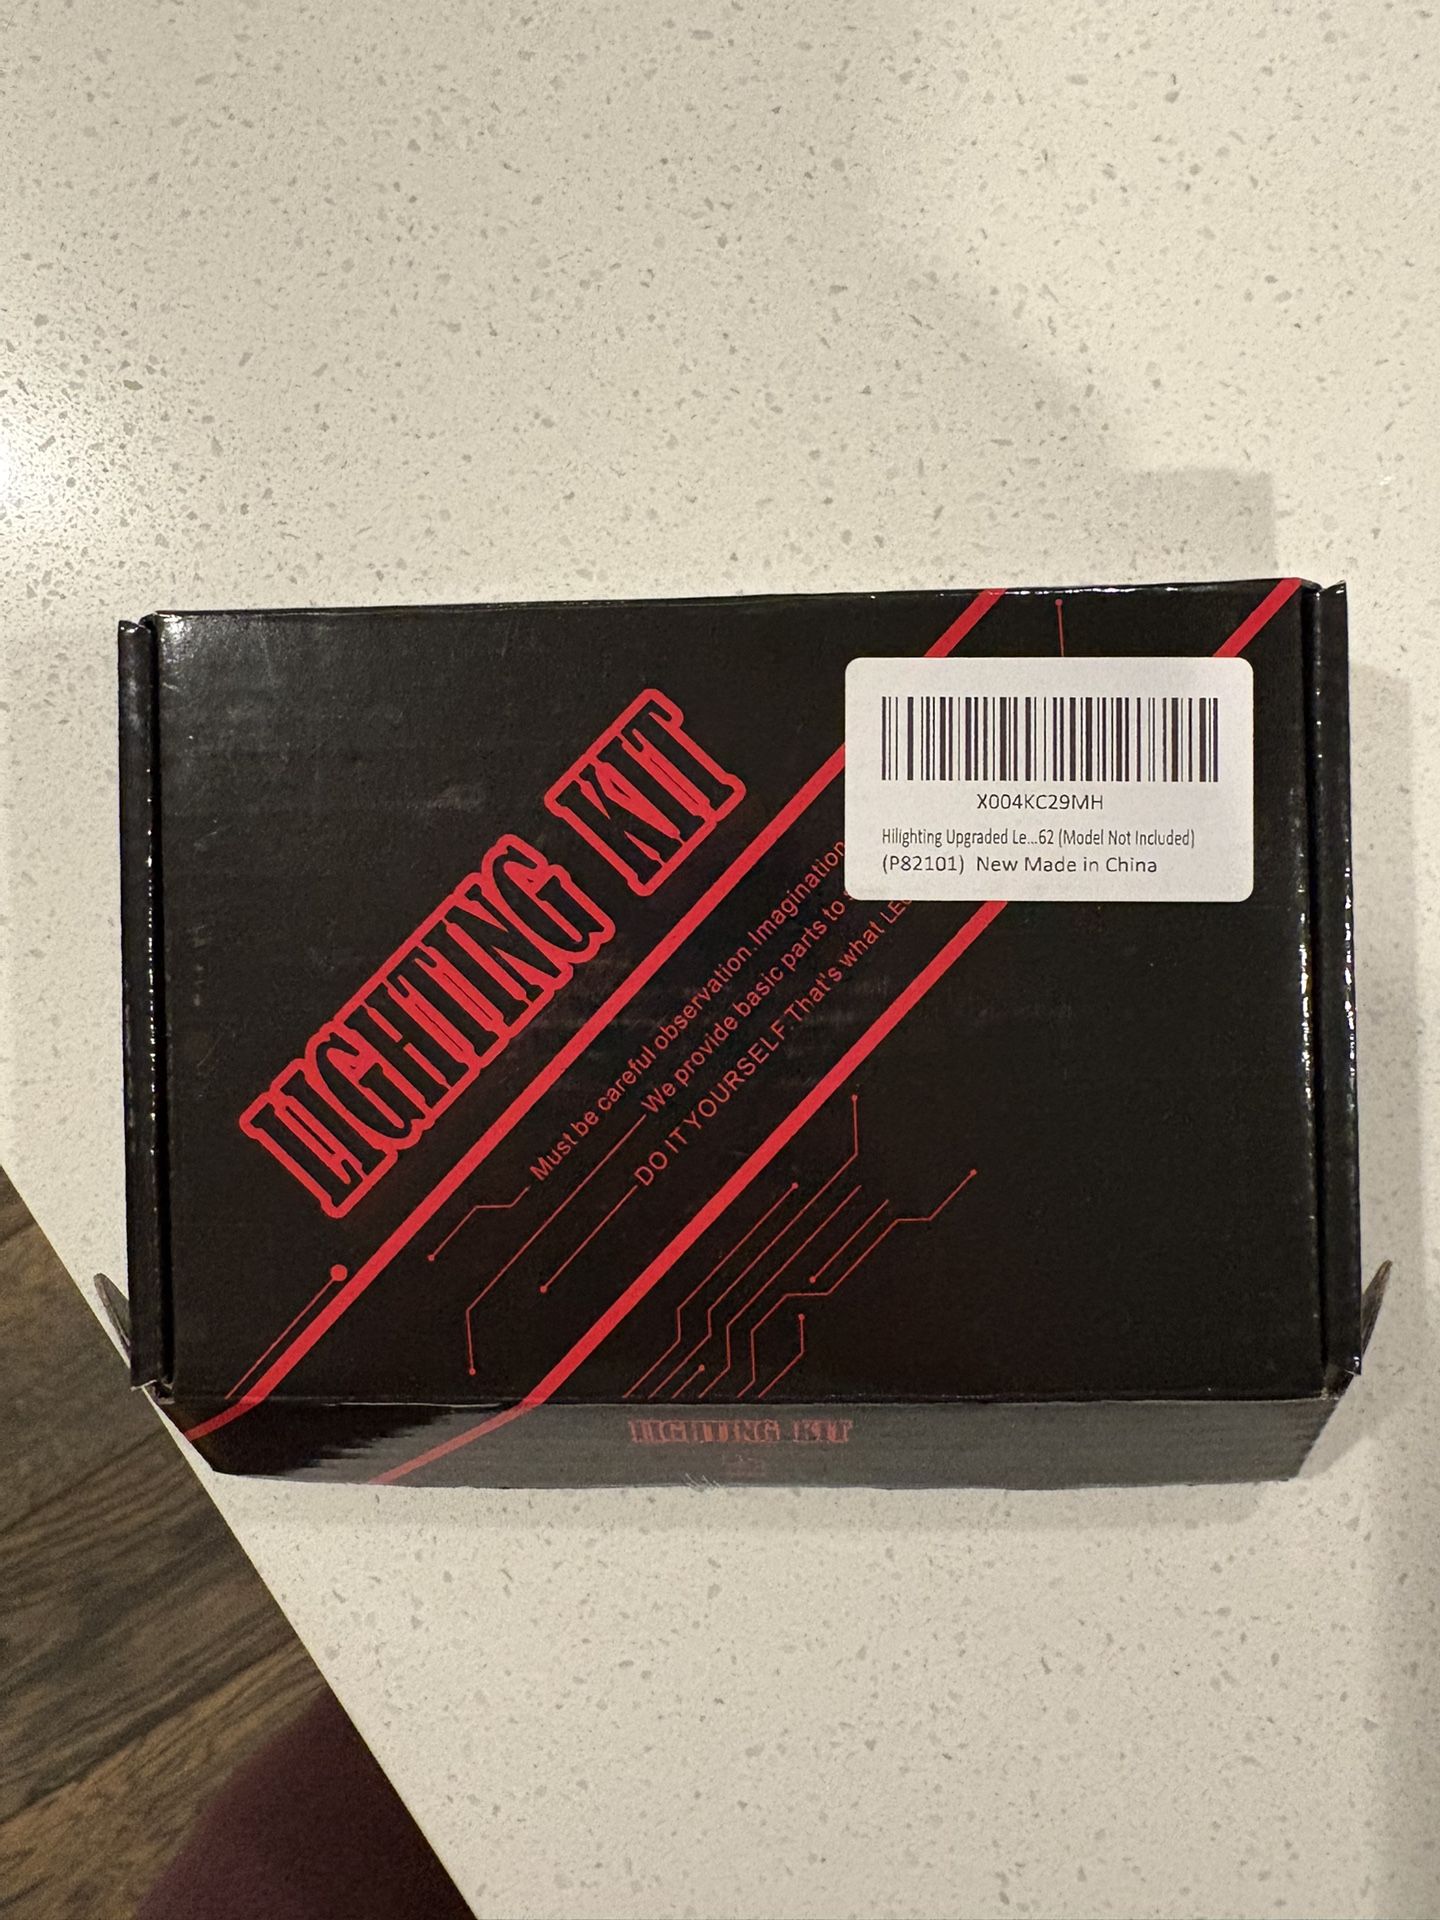 LIGHTING KIT
X004KC29MH
Hilighting Upgraded Le...62 (Model Not Included)
(P82101) New Made in China
Must be careful observation.Imagination
We provide basic parts to
DO IT YOURSELF.That's what
LIGHTING KIT